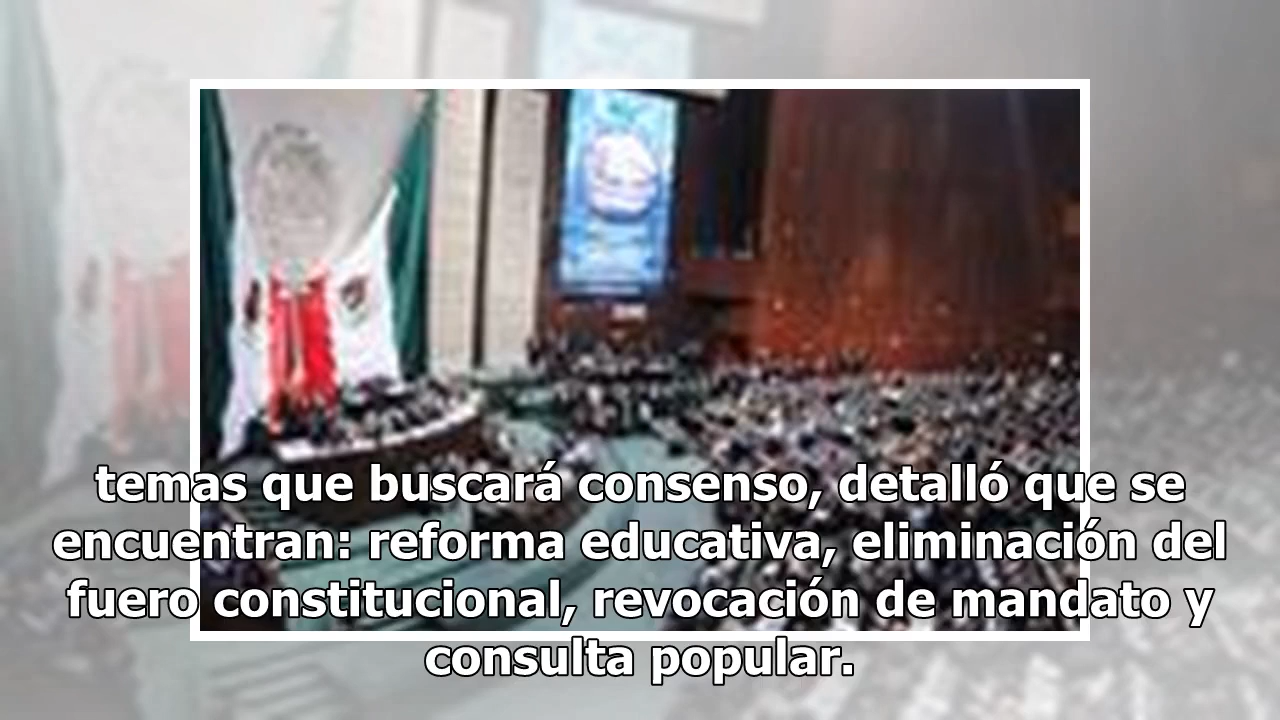 temas que buscará consenso, detalló que se
encuentran: reforma educativa, eliminación del
fuero constitucional, revocación de mandato y
consulta popular.